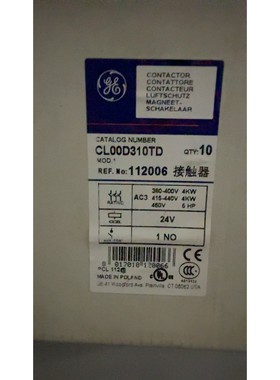 GE
CONTACTOR
CONTATTORE
CONTACTEUR
LUFTSCHUTZ
MAGNEET-
SCHAKELAAR
CATALOG NUMBER
CL00D310TD QTY: 10
MOD 1
REF. No: 112006 接触器
AC3
380-400V 4KW
415-440V 4KW
460V 5 HP
24V
1 NO
MADE IN POLAND